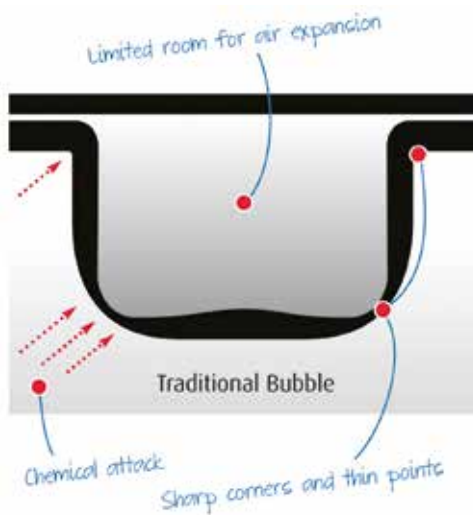 Limited room for air expansion
Traditional Bubble
Chemical attack
Sharp corners and thin points